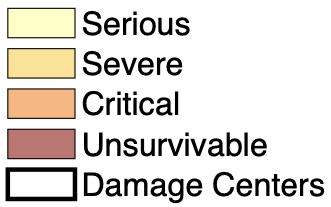 Serious
Severe
Critical
Unsurvivable
Damage Centers